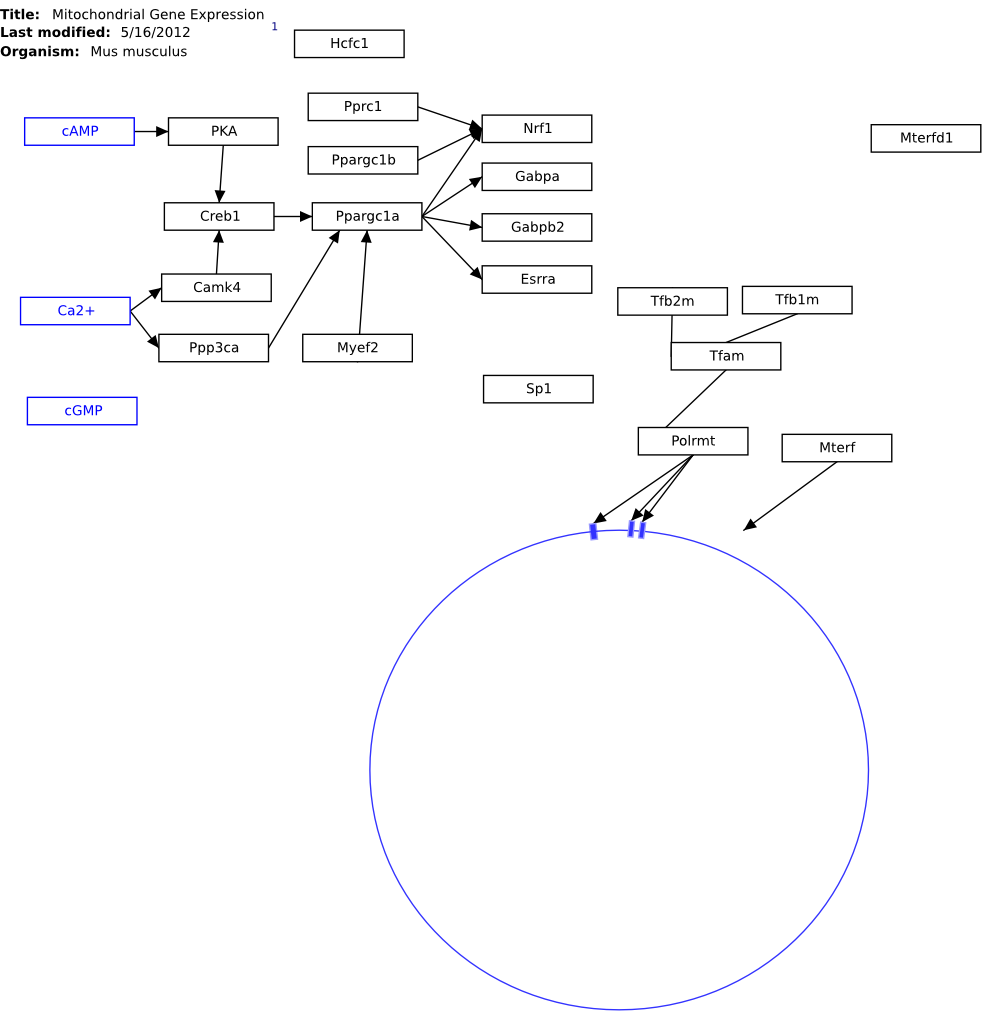 Title: Mitochondrial Gene Expression
Last modified: 5/16/2012
1
Organism: Mus musculus
Hcfc1
Pprc1
cAMP
PKA
Nrf1
Mterfd1
Ppargc1b
Gabpa
Creb1
Ppargc1a
Gabpb2
Camk4
Esrra
Tfb2m
Tfb1m
Ca2+
Ppp3ca
Myef2
Tfam
Sp1
cGMP
Polrmt
Mterf